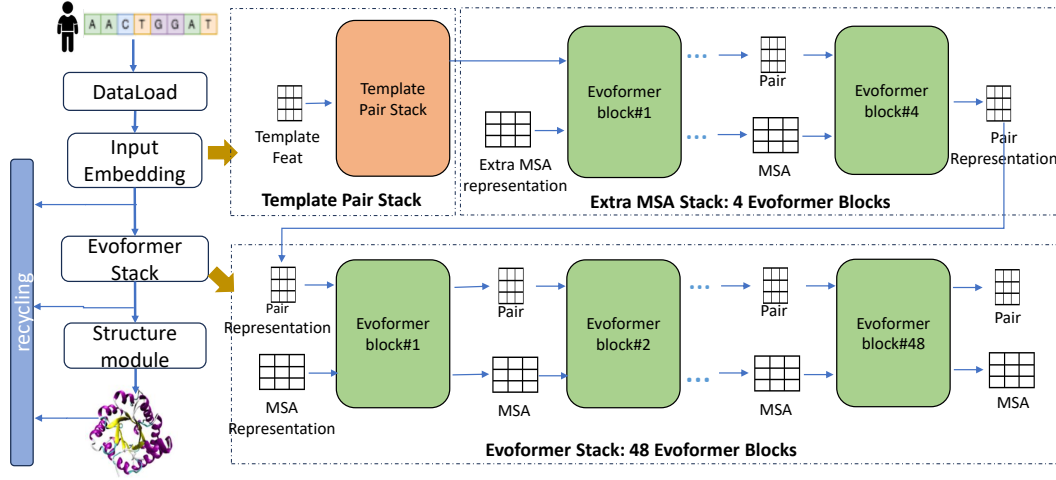 A A C T G G A T
DataLoad
Input
Embedding
Evoformer
Stack
Structure
module
recycling
Template
Feat
Template
Pair Stack
Template Pair Stack
Extra MSA
representation
Evoformer
block#1
...
Pair
...
MSA
Evoformer
block#4
Pair
Representation
Extra MSA Stack: 4 Evoformer Blocks
Pair
Representation
MSA
Representation
Evoformer
block#1
Pair
MSA
Evoformer
block#2
...
Pair
...
MSA
Evoformer
block#48
Pair
MSA
Evoformer Stack: 48 Evoformer Blocks